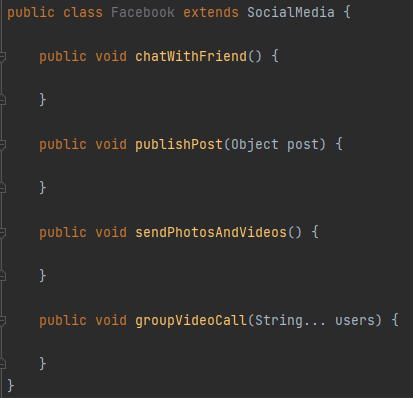 public class Facebook extends SocialMedia {
public void chatWithFriend() {
}
public void publishPost(Object post) {
}
public void sendPhotosAndVideos() {
}
public void groupVideoCall(String... users) {
}
}